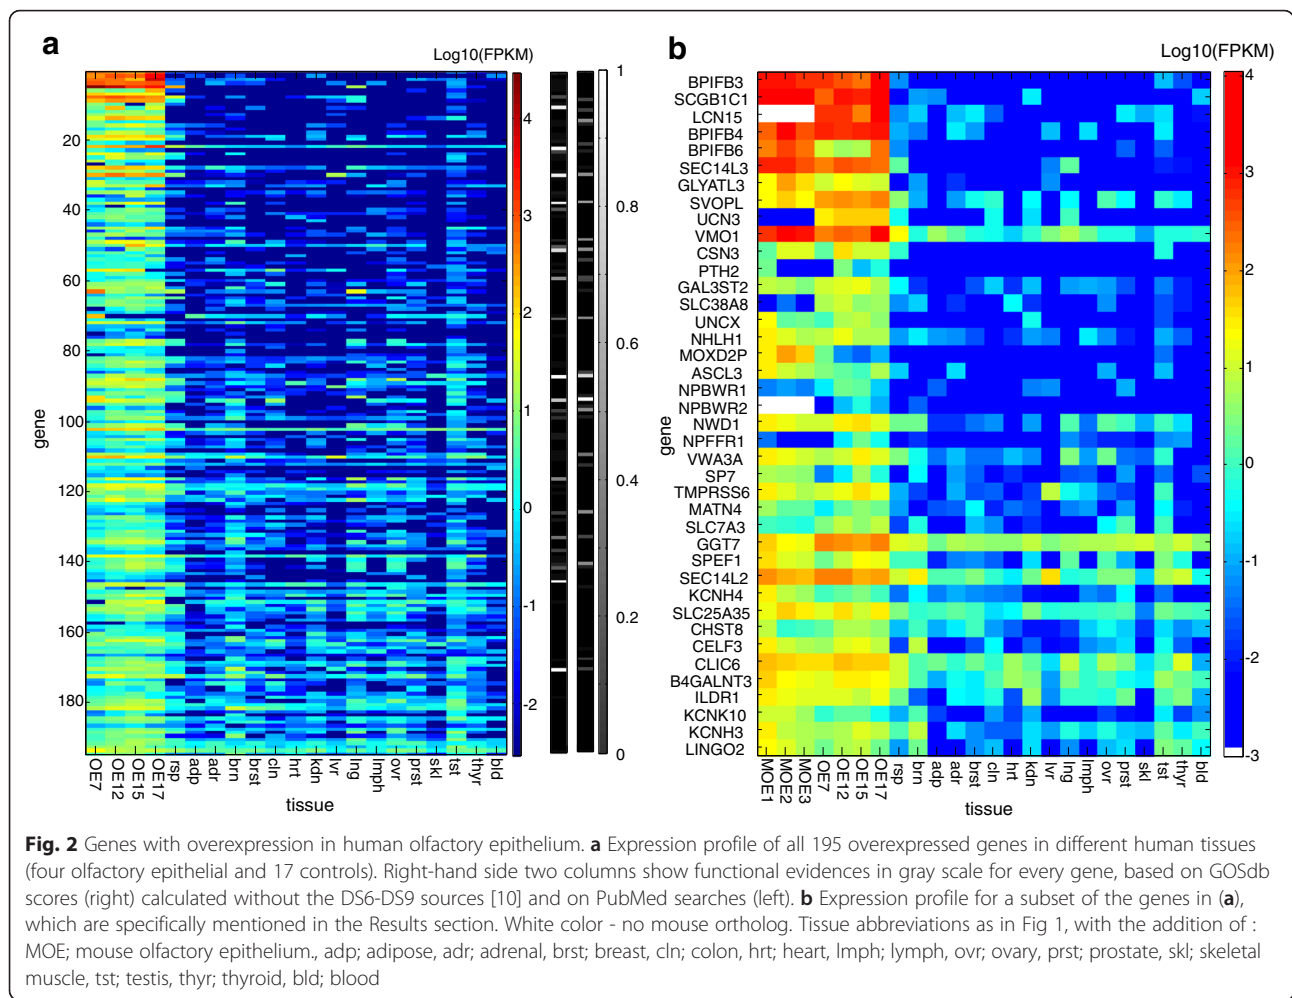 a
Log10(FPKM)
20
40
60
80
100
120
140
160
180
gene
OE7
OE12
OE15
OE17
rsp
adp
adr
brn
brst
cln
hrt
kdn
lvr
lng
lmph
ovr
prst
skl
tst
thyr
bld
tissue
4
3
2
1
0
-1
-2
1
0.8
0.6
0.4
0.2
0
b
Log10(FPKM)
BPIFB3
SCGB1C1
LCN15
BPIFB4
BPIFB6
SEC14L3
GLYATL3
SVOPL
UCN3
VMO1
CSN3
PTH2
GAL3ST2
SLC38A8
UNCX
NHLH1
MOXD2P
ASCL3
NPBWR1
NPBWR2
NWD1
NPFFR1
VWA3A
SP7
TMPRSS6
MATN4
SLC7A3
GGT7
SPEF1
SEC14L2
KCNH4
SLC25A35
CHST8
CELF3
CLIC6
B4GALNT3
ILDR1
KCNK10
KCNH3
LINGO2
gene
MOE1
MOE2
MOE3
OE7
OE12
OE15
OE17
rsp
brn
adp
adr
brst
cln
hrt
kdn
lvr
lng
lmph
ovr
prst
skl
tst
thyr
bld
tissue
4
3
2
1
0
-1
-2
-3
Fig. 2 Genes with overexpression in human olfactory epithelium. a Expression profile of all 195 overexpressed genes in different human tissues
(four olfactory epithelial and 17 controls). Right-hand side two columns show functional evidences in gray scale for every gene, based on GOSdb
scores (right) calculated without the DS6-DS9 sources [10] and on PubMed searches (left). b Expression profile for a subset of the genes in (a),
which are specifically mentioned in the Results section. White color - no mouse ortholog. Tissue abbreviations as in Fig 1, with the addition of :
MOE; mouse olfactory epithelium., adp; adipose, adr; adrenal, brst; breast, cln; colon, hrt; heart, lmph; lymph, ovr; ovary, prst; prostate, skl; skeletal
muscle, tst; testis, thyr; thyroid, bld; blood